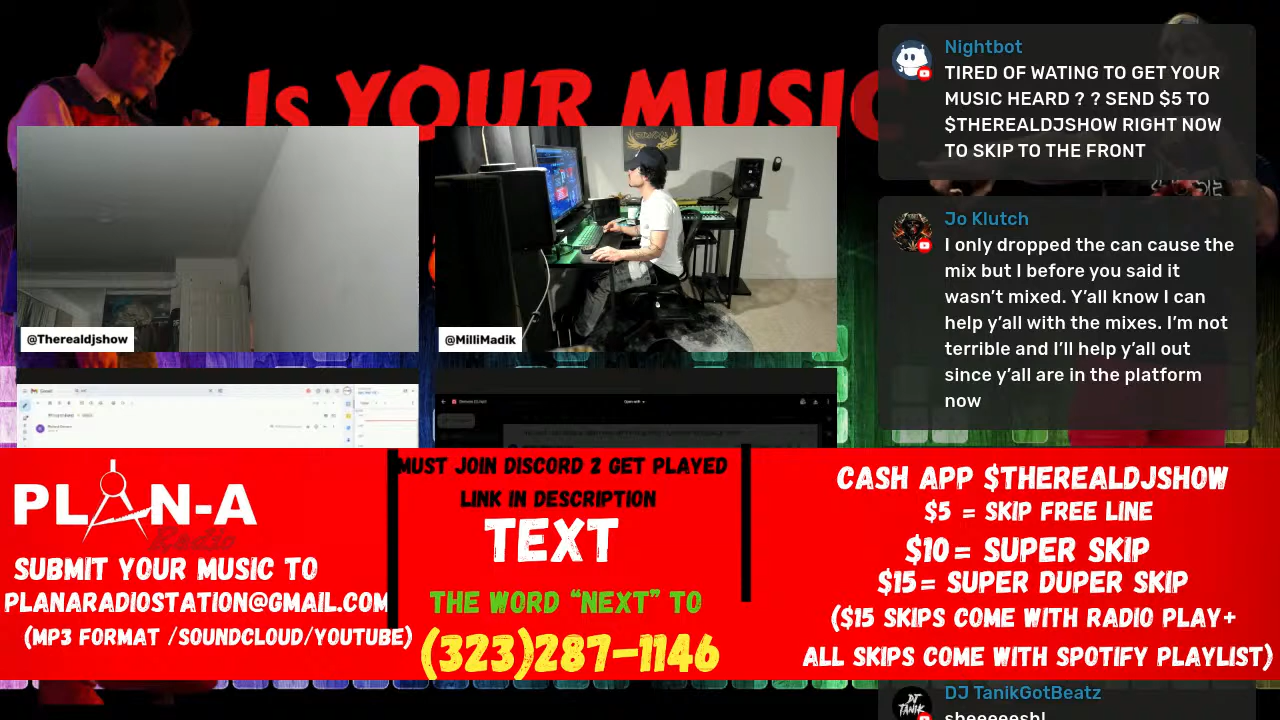 Is YOUR MUSIC
Nightbot
TIRED OF WATING TO GET YOUR
MUSIC HEARD ? ? SEND $5 TO
$THEREALDJSHOW RIGHT NOW
TO SKIP TO THE FRONT
Jo Klutch
I only dropped the can cause the
mix but I before you said it
wasn’t mixed. Y’all know I can
help y’all with the mixes. I’m not
terrible and I’ll help y’all out
since y’all are in the platform
now
@Therealdjshow
@MilliMadik
PLAN-A
Radio
SUBMIT YOUR MUSIC TO
PLANARADIOSTATION@GMAIL.COM
(MP3 FORMAT /SOUNDCLOUD/YOUTUBE)
MUST JOIN DISCORD 2 GET PLAYED
LINK IN DESCRIPTION
TEXT
THE WORD “NEXT” TO
(323)287-1146
CASH APP $THEREALDJSHOW
$5 = SKIP FREE LINE
$10= SUPER SKIP
$15= SUPER DUPER SKIP
($15 SKIPS COME WITH RADIO PLAY+
ALL SKIPS COME WITH SPOTIFY PLAYLIST)
DJ TanikGotBeatz
sheeeeesh!